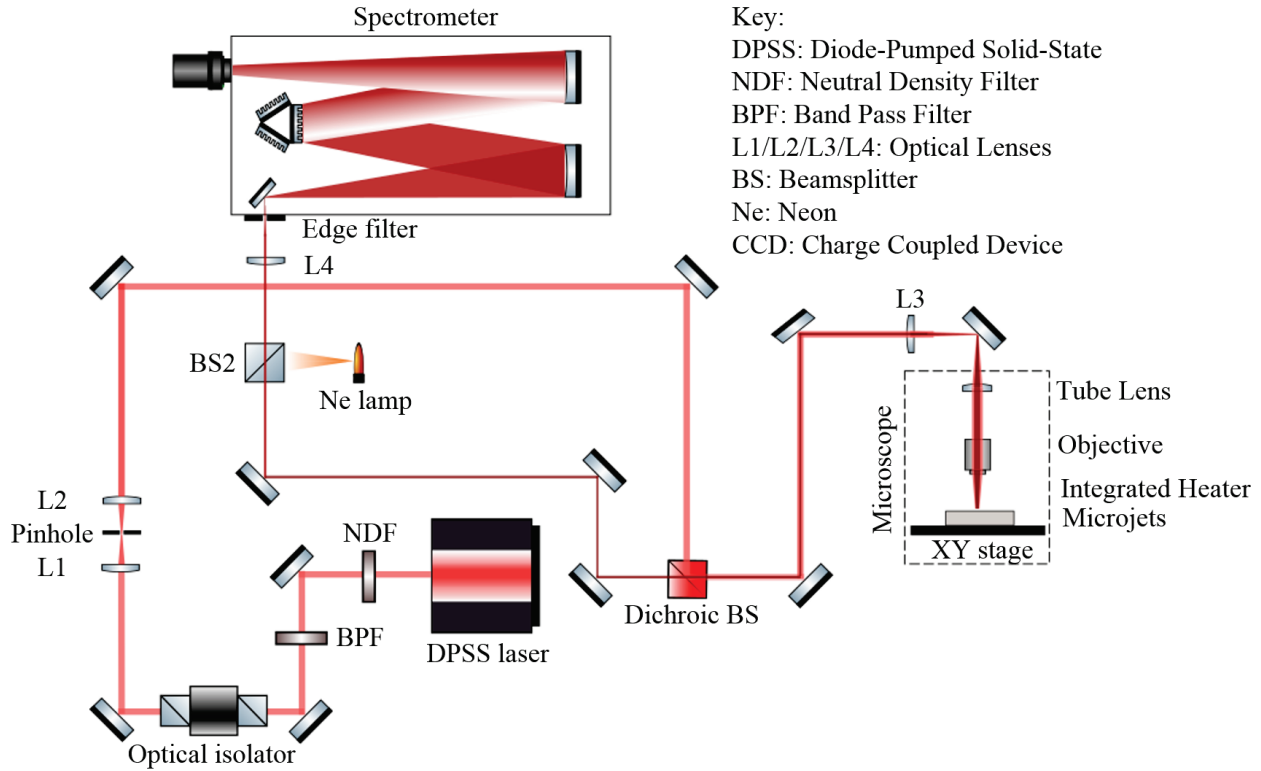 Spectrometer
Key:
DPSS: Diode-Pumped Solid-State
NDF: Neutral Density Filter
BPF: Band Pass Filter
L1/L2/L3/L4: Optical Lenses
BS: Beamsplitter
Ne: Neon
CCD: Charge Coupled Device
Edge filter
L4
L3
BS2
Ne lamp
Tube Lens
Microscope
Objective
Integrated Heater
Microjets
XY stage
L2
Pinhole
L1
NDF
BPF
DPSS laser
Dichroic BS
Optical isolator